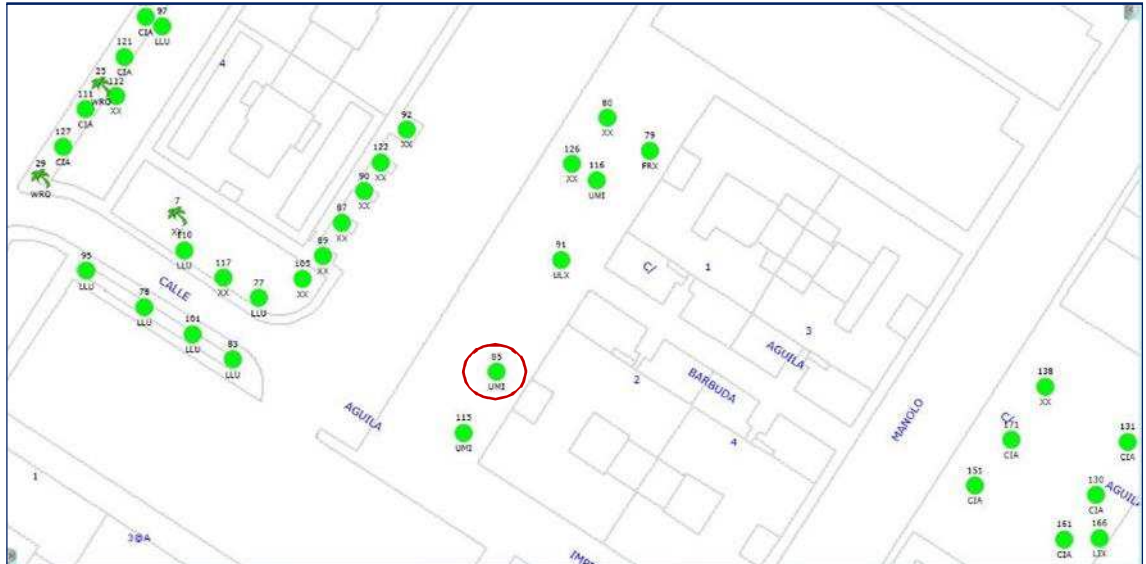 97
CIA
LLU
121
CIA
25
WRO
112
XX
111
CIA
127
CIA
29
WRO
4
92
XX
122
XX
90
XX
87
XX
89
XX
105
XX
7
110
LLU
117
XX
77
LLU
95
LLU
CALLE
78
LLU
101
LLU
83
LLU
80
XX
79
FRX
126
XX
116
UMI
91
ULX
C/
1
3
AGUILA
BARBUDA
2
4
85
UMI
115
UMI
AGUILA
MANOLO
138
XX
C/
171
CIA
131
CIA
151
CIA
130
CIA
AGUILA
161
CIA
166
LIX
1
3@A